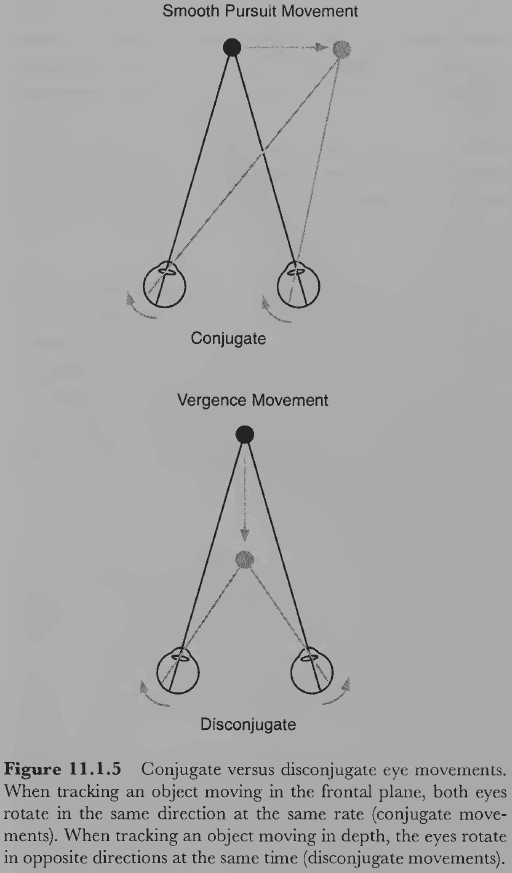 Smooth Pursuit Movement
Conjugate
Vergence Movement
Disconjugate
Figure 11.1.5 Conjugate versus disconjugate eye movements.
When tracking an object moving in the frontal plane, both eyes
rotate in the same direction at the same rate (conjugate move-
ments). When tracking an object moving in depth, the eyes rotate
in opposite directions at the same time (disconjugate movements).